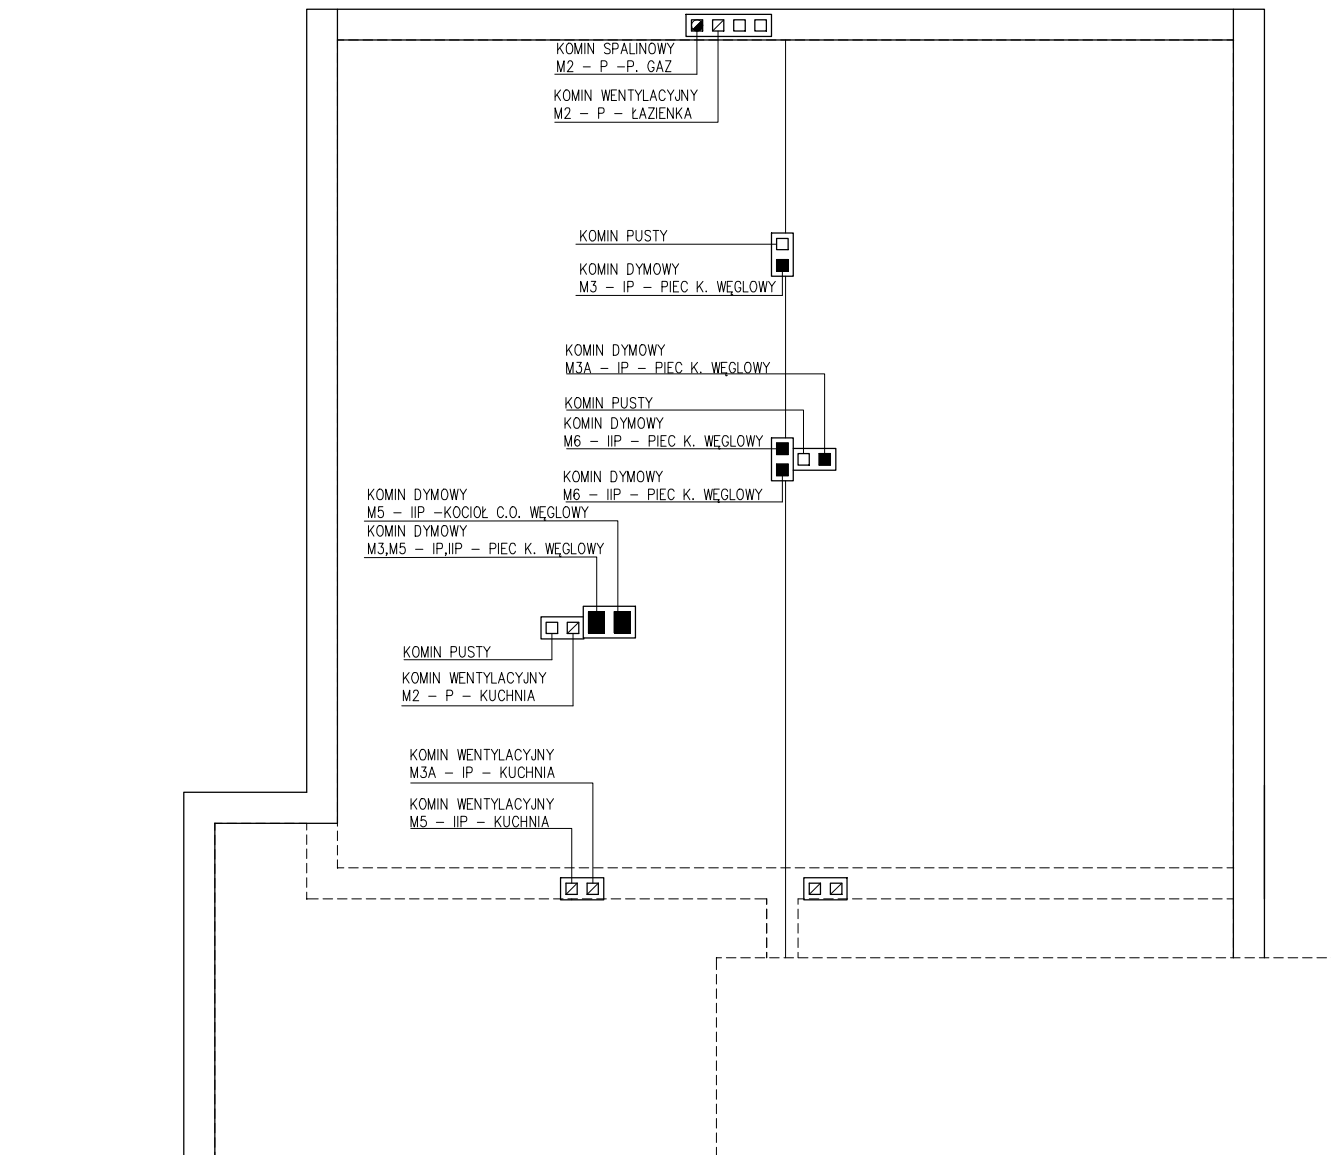 KOMIN SPALINOWY
M2 – P –P. GAZ
KOMIN WENTYLACYJNY
M2 – P – ŁAZIENKA
KOMIN PUSTY
KOMIN DYMOWY
M3 – IP – PIEC K. WĘGLOWY
KOMIN DYMOWY
M3A – IP – PIEC K. WĘGLOWY
KOMIN PUSTY
KOMIN DYMOWY
M6 – IIP – PIEC K. WĘGLOWY
KOMIN DYMOWY
M6 – IIP – PIEC K. WĘGLOWY
KOMIN DYMOWY
M5 – IIP –KOCIOŁ C.O. WĘGLOWY
KOMIN DYMOWY
M3,M5 – IP,IIP – PIEC K. WĘGLOWY
KOMIN PUSTY
KOMIN WENTYLACYJNY
M2 – P – KUCHNIA
KOMIN WENTYLACYJNY
M3A – IP – KUCHNIA
KOMIN WENTYLACYJNY
M5 – IIP – KUCHNIA